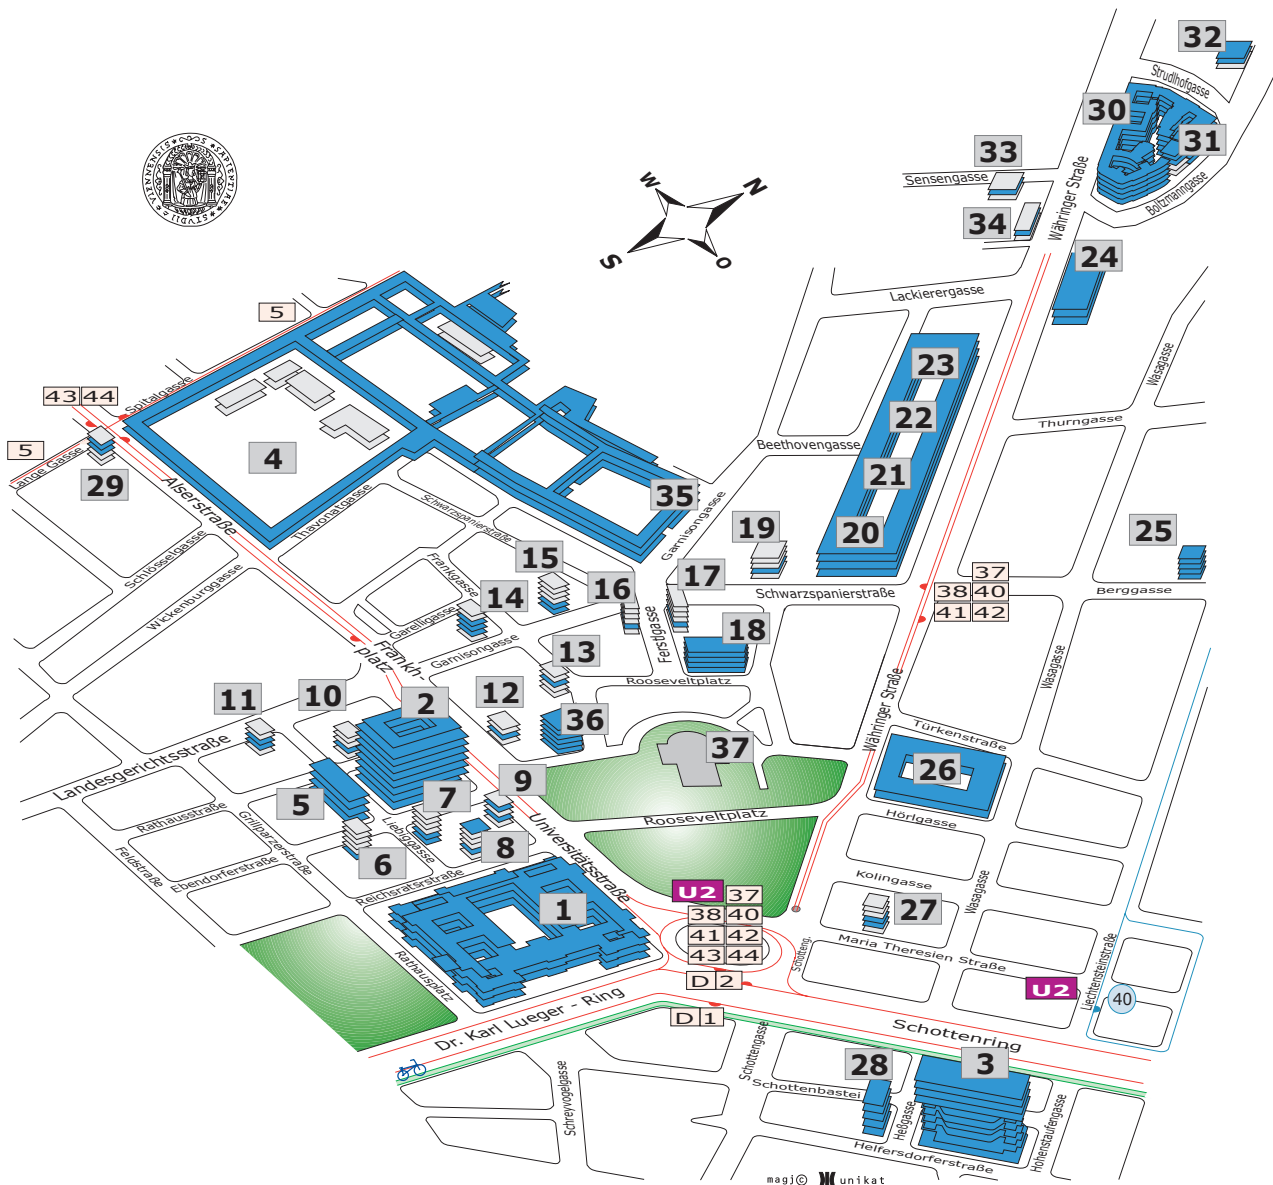 32
Strudlhofgasse
30
31
33
Sensengasse
Boltzmanngasse
34
Währinger Straße
24
VIENNENSIS
W
N
S
O
Lackierergasse
5
Wasagasse
23
43 44
Spitalgasse
22
Thurngasse
Beethovengasse
5
Lange Gasse
4
21
29
Alserstraße
35
Thavonatgasse
Schwarzspanierstraße
Garnisongasse
20
19
25
Schlösselgasse
15
Frankgasse
16
17
37
Wickenburggasse
14
Schwarzspanierstraße
38 40
Berggasse
41 42
Garelligasse
Ferstlgasse
18
Frankh-
platz
Garnisongasse
13
Wasagasse
Rooseveltplatz
11
10
2
12
36
Währinger Straße
Türkenstraße
37
26
Landesgerichtsstraße
5
7
9
Rathausstraße
Grillparzerstraße
Liebiggasse
Rooseveltplatz
Hörlgasse
6
8
Universitätsstraße
Feldstraße
Ebendorferstraße
Reichsratsstraße
Kolingasse
U2 37
Wasagasse
1
38 40
27
41 42
Maria Theresien Straße
43 44
Schotteng.
Rathausplatz
D 2
U2
Liechtensteinstraße
40
Dr. Karl Lueger - Ring
D 1
Schottenring
Schottengasse
28
3
Schottenbastei
Schreyvogelgasse
Heßgasse
Hohenstaufengasse
Helfersdorferstraße
magj© unikat